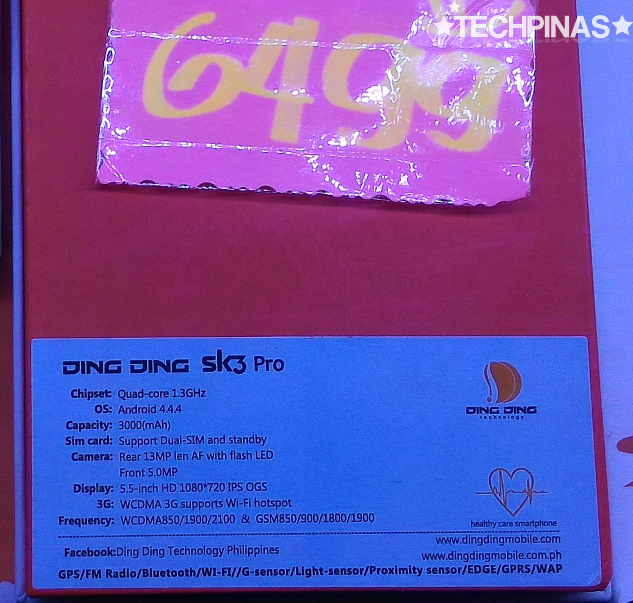 ★TECHPINAS★
6499
DING DING SK3 Pro
Chipset: Quad-core 1.3GHz
OS: Android 4.4.4
Capacity: 3000(mAh)
Sim card: Support Dual-SIM and standby
Camera: Rear 13MP len AF with flash LED
Front 5.0MP
Display: 5.5-inch HD 1080*720 IPS OGS
3G: WCDMA 3G supports Wi-Fi hotspot
Frequency: WCDMA850/1900/2100 & GSM850/900/1800/1900
DING DING
technology
healthy care smartphone
www.dingdingmobile.com
Facebook:Ding Ding Technology Philippines
www.dingdingmobile.com.ph
GPS/FM Radio/Bluetooth/WI-FI//G-sensor/Light-sensor/Proximity sensor/EDGE/GPRS/WAP